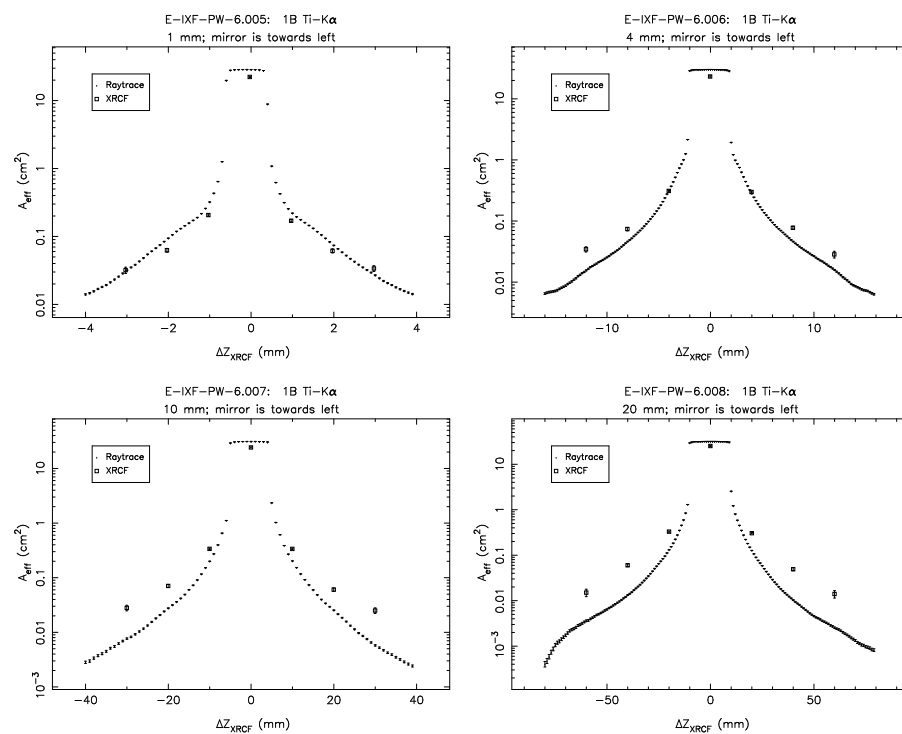 E-IXF-PW-6.005: 1B Ti-Kα
1 mm; mirror is towards left
Raytrace
XRCF
A_eff (cm²)
10
1
0.1
0.01
−4
−2
0
2
4
ΔZ_XRCF (mm)
E-IXF-PW-6.006: 1B Ti-Kα
4 mm; mirror is towards left
Raytrace
XRCF
A_eff (cm²)
10
1
0.1
0.01
−10
0
10
ΔZ_XRCF (mm)
E-IXF-PW-6.007: 1B Ti-Kα
10 mm; mirror is towards left
Raytrace
XRCF
A_eff (cm²)
10
1
0.1
0.01
10⁻³
−40
−20
0
20
40
ΔZ_XRCF (mm)
E-IXF-PW-6.008: 1B Ti-Kα
20 mm; mirror is towards left
Raytrace
XRCF
A_eff (cm²)
10
1
0.1
0.01
10⁻³
−50
0
50
ΔZ_XRCF (mm)